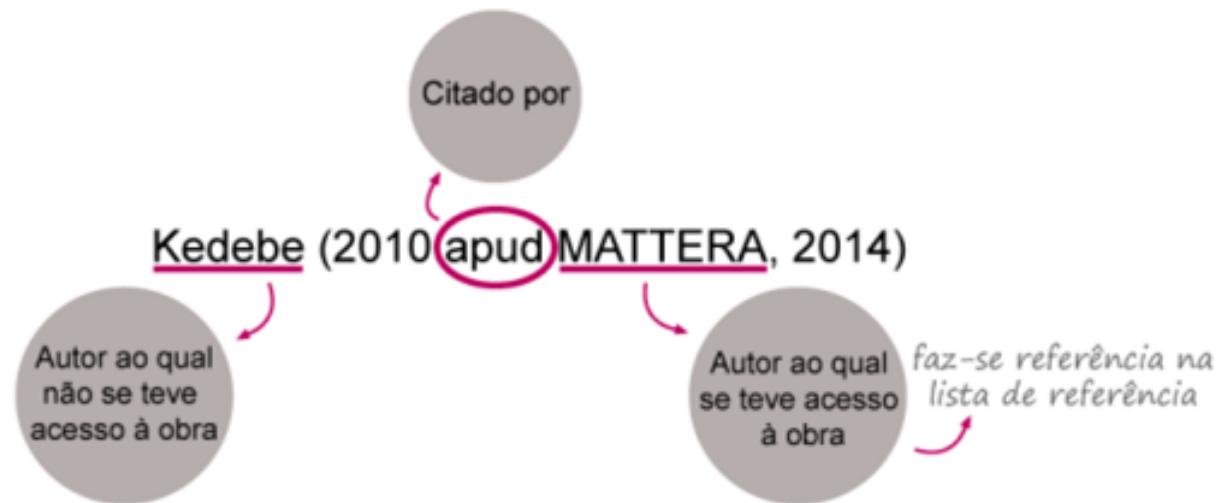 Citado por
Kedebe (2010 apud MATTERA, 2014)
Autor ao qual
não se teve
acesso à obra
Autor ao qual
se teve acesso
à obra
faz-se referência na
lista de referência